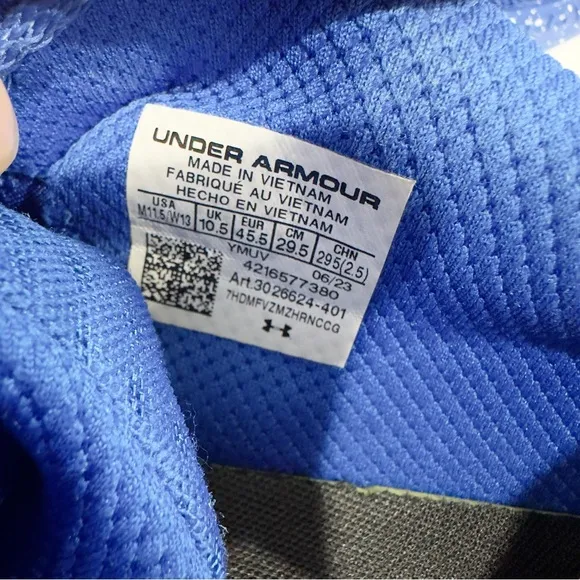 UNDER ARMOUR
MADE IN VIETNAM
FABRIQUÉ AU VIETNAM
HECHO EN VIETNAM
USA UK EUR CM CHN
M11.5/W13 10.5 45.5 29.5 295(2.5)
YMUV 06/23
4216577380
Art.3026624-401
7HDMFVZMZHRNCCG